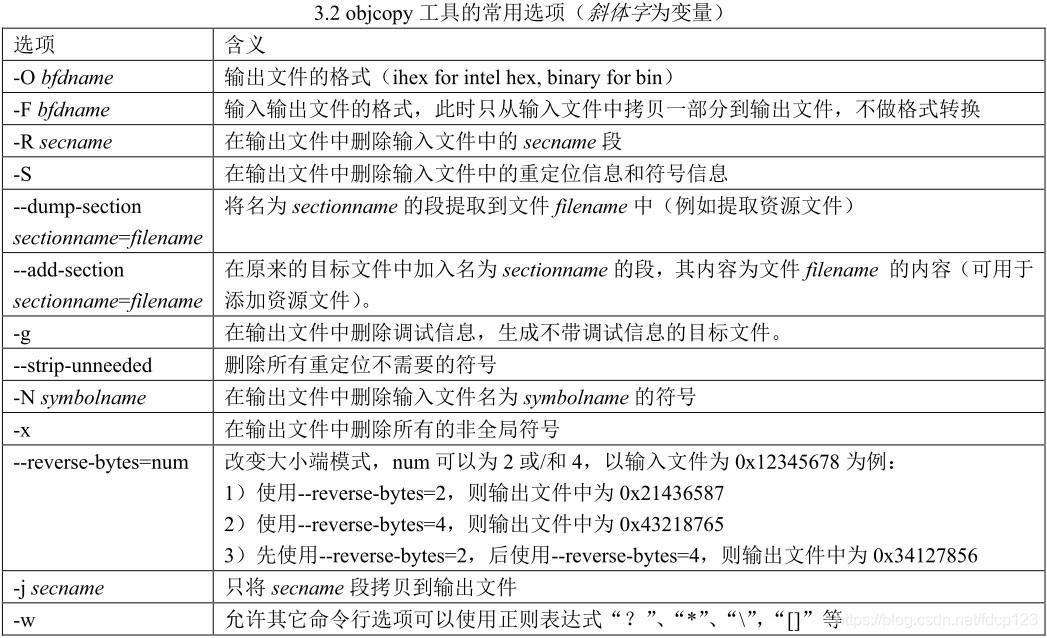 3.2 objcopy 工具的常用选项（斜体字为变量）
选项 含义
-O bfdname 输出文件的格式（ihex for intel hex, binary for bin）
-F bfdname 输入输出文件的格式，此时只从输入文件中拷贝一部分到输出文件，不做格式转换
-R secname 在输出文件中删除输入文件中的 secname 段
-S 在输出文件中删除输入文件中的重定位信息和符号信息
--dump-section 将名为 sectionname 的段提取到文件 filename 中（例如提取资源文件）
sectionname=filename
--add-section 在原来的目标文件中加入名为 sectionname 的段，其内容为文件 filename 的内容（可用于
sectionname=filename 添加资源文件）。
-g 在输出文件中删除调试信息，生成不带调试信息的目标文件。
--strip-unneeded 删除所有重定位不需要的符号
-N symbolname 在输出文件中删除输入文件名为 symbolname 的符号
-x 在输出文件中删除所有的非全局符号
--reverse-bytes=num 改变大小端模式，num 可以为 2 或/和 4，以输入文件为 0x12345678 为例：
1）使用--reverse-bytes=2，则输出文件中为 0x21436587
2）使用--reverse-bytes=4，则输出文件中为 0x43218765
3）先使用--reverse-bytes=2，后使用--reverse-bytes=4，则输出文件中为 0x34127856
-j secname 只将 secname 段拷贝到输出文件
-w 允许其它命令行选项可以使用正则表达式“？”、“*”、“\”，“[]”等
https://blog.csdn.net/fdcp123